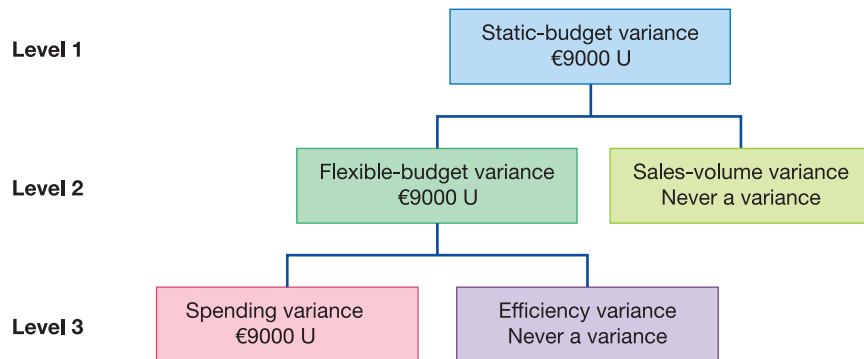 Level 1
Static-budget variance
€9000 U
Level 2
Flexible-budget variance
€9000 U
Sales-volume variance
Never a variance
Level 3
Spending variance
€9000 U
Efficiency variance
Never a variance